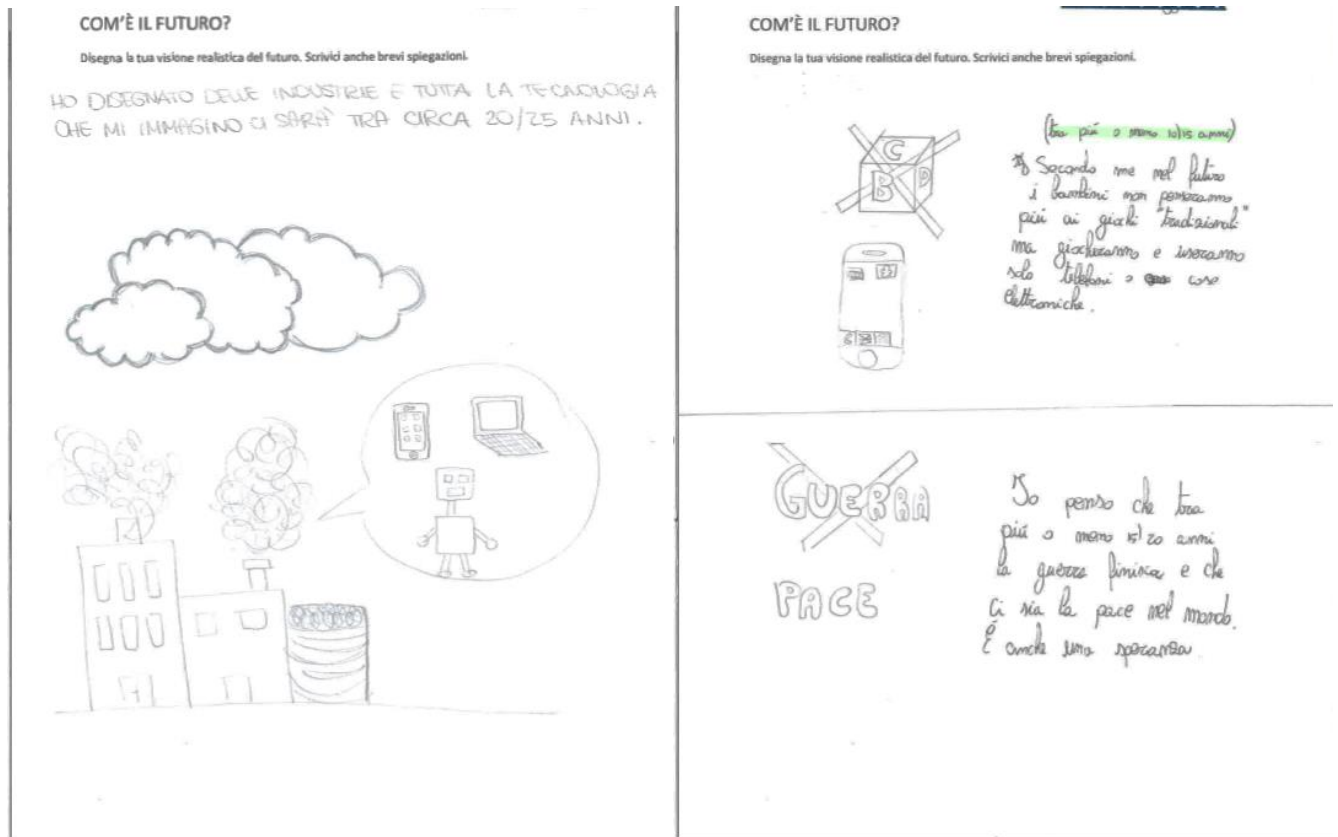 COM'È IL FUTURO?
Disegna la tua visione realistica del futuro. Scrivici anche brevi spiegazioni.
HO DISEGNATO DELLE INDUSTRIE E TUTTA LA TECNOLOGIA
CHE MI IMMAGINO CI SARÀ TRA CIRCA 20/25 ANNI.
COM'È IL FUTURO?
Disegna la tua visione realistica del futuro. Scrivici anche brevi spiegazioni.
(tra più o meno 10/15 anni)
C
B D
Secondo me nel futuro
i bambini non penseranno
più ai giochi "tradizionali"
ma giocheranno e useranno
solo telefoni o cose
elettroniche.
GUERRA
PACE
Io penso che tra
più o meno 15/20 anni
la guerra finisca e che
ci sia la pace nel mondo.
È anche una speranza